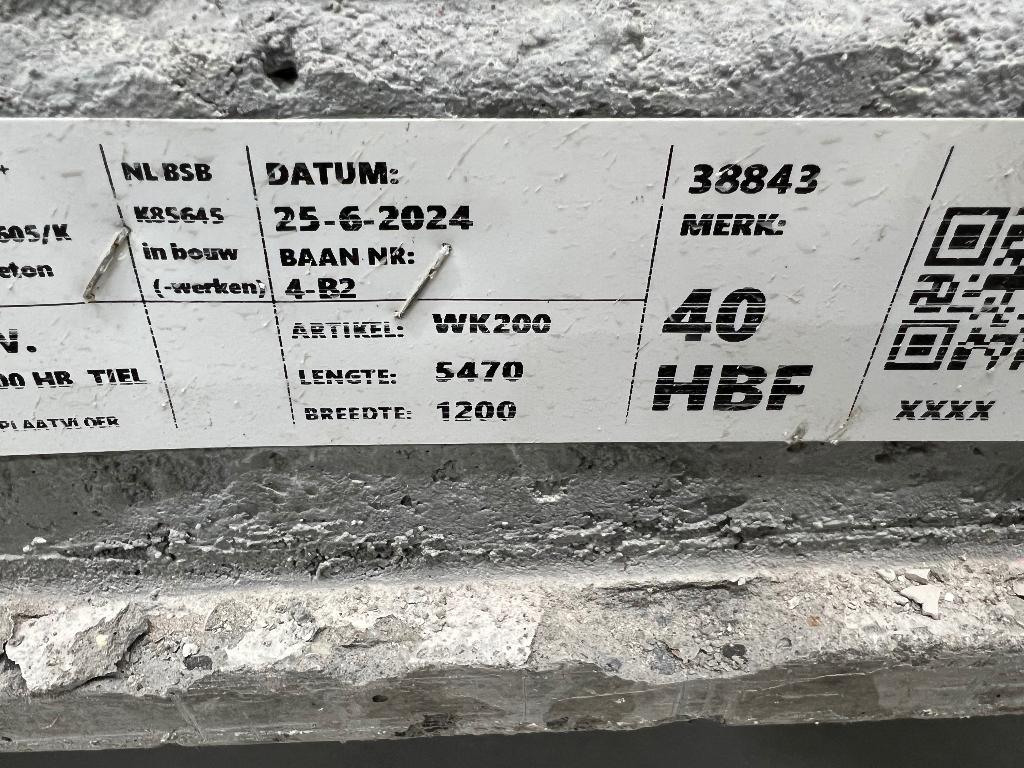 +
605/K
eton
N.
00 HB TIEL
PLAATVLOER
NL BSB
K85645
in bouw
(-werken)
DATUM:
25-6-2024
BAAN NR:
4-B2
ARTIKEL: WK200
LENGTE: 5470
BREEDTE: 1200
38843
MERK:
40
HBF
XXXX